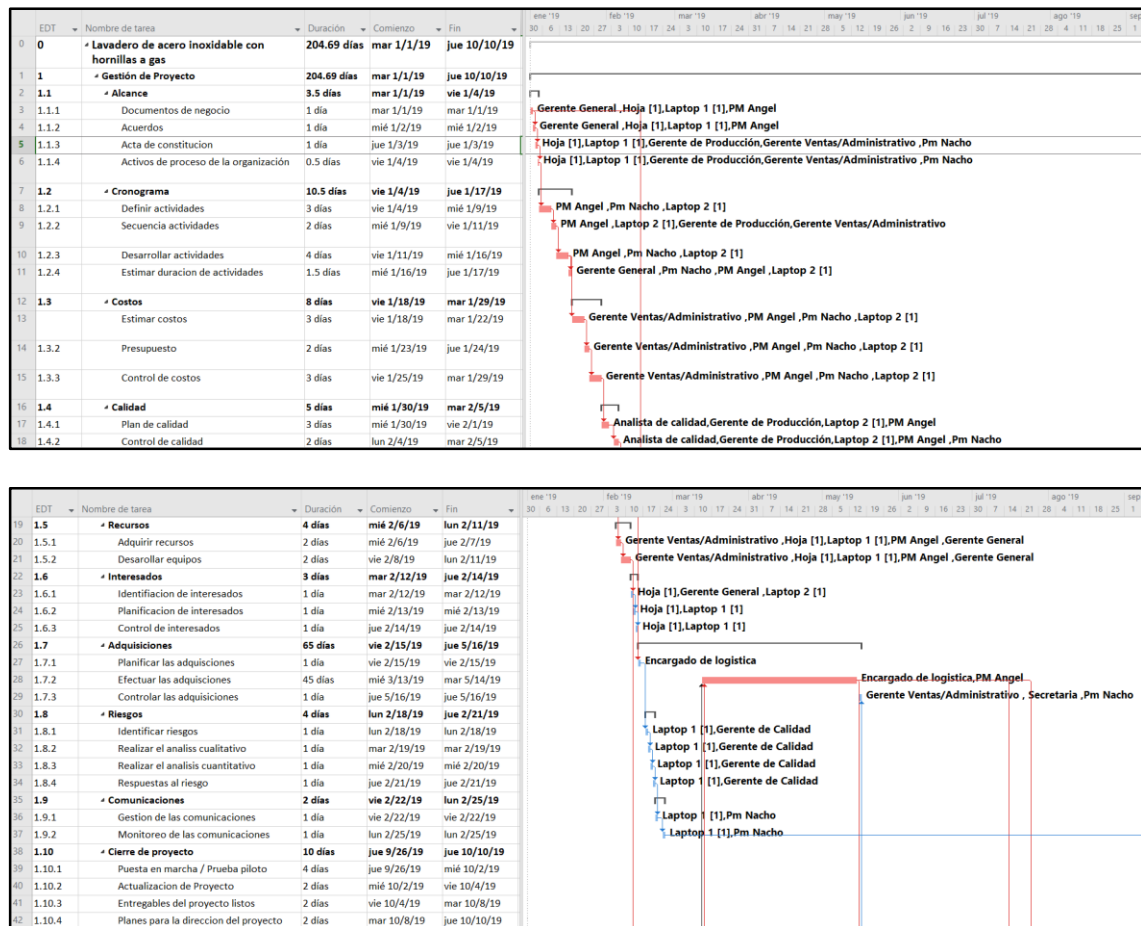 EDT Nombre de tarea Duración Comienzo Fin
ene '19 feb '19 mar '19 abr '19 may '19 jun '19 jul '19 ago '19 sep
30 6 13 20 27 3 10 17 24 3 10 17 24 31 7 14 21 28 5 12 19 26 2 9 16 23 30 7 14 21 28 4 11 18 25 1
0 0 Lavadero de acero inoxidable con 204.69 días mar 1/1/19 jue 10/10/19
hornillas a gas
1 1 Gestión de Proyecto 204.69 días mar 1/1/19 jue 10/10/19
2 1.1 Alcance 3.5 días mar 1/1/19 vie 1/4/19
3 1.1.1 Documentos de negocio 1 día mar 1/1/19 mar 1/1/19 Gerente General ,Hoja [1],Laptop 1 [1],PM Angel
4 1.1.2 Acuerdos 1 día mié 1/2/19 mié 1/2/19 Gerente General ,Hoja [1],Laptop 1 [1],PM Angel
5 1.1.3 Acta de constitucion 1 día jue 1/3/19 jue 1/3/19 Hoja [1],Laptop 1 [1],Gerente de Producción,Gerente Ventas/Administrativo ,Pm Nacho
6 1.1.4 Activos de proceso de la organización 0.5 días vie 1/4/19 vie 1/4/19 Hoja [1],Laptop 1 [1],Gerente de Producción,Gerente Ventas/Administrativo ,Pm Nacho
7 1.2 Cronograma 10.5 días vie 1/4/19 jue 1/17/19
8 1.2.1 Definir actividades 3 días vie 1/4/19 mié 1/9/19 PM Angel ,Pm Nacho ,Laptop 2 [1]
9 1.2.2 Secuencia actividades 2 días mié 1/9/19 vie 1/11/19 PM Angel ,Laptop 2 [1],Gerente de Producción,Gerente Ventas/Administrativo
10 1.2.3 Desarrollar actividades 4 días vie 1/11/19 mié 1/16/19 PM Angel ,Pm Nacho ,Laptop 2 [1]
11 1.2.4 Estimar duracion de actividades 1.5 días mié 1/16/19 jue 1/17/19 Gerente General ,Pm Nacho ,PM Angel ,Laptop 2 [1]
12 1.3 Costos 8 días vie 1/18/19 mar 1/29/19
13 Estimar costos 3 días vie 1/18/19 mar 1/22/19 Gerente Ventas/Administrativo ,PM Angel ,Pm Nacho ,Laptop 2 [1]
14 1.3.2 Presupuesto 2 días mié 1/23/19 jue 1/24/19 Gerente Ventas/Administrativo ,PM Angel ,Pm Nacho ,Laptop 2 [1]
15 1.3.3 Control de costos 3 días vie 1/25/19 mar 1/29/19 Gerente Ventas/Administrativo ,PM Angel ,Pm Nacho ,Laptop 2 [1]
16 1.4 Calidad 5 días mié 1/30/19 mar 2/5/19
17 1.4.1 Plan de calidad 3 días mié 1/30/19 vie 2/1/19 Analista de calidad,Gerente de Producción,Laptop 2 [1],PM Angel
18 1.4.2 Control de calidad 2 días lun 2/4/19 mar 2/5/19 Analista de calidad,Gerente de Producción,Laptop 2 [1],PM Angel ,Pm Nacho
EDT Nombre de tarea Duración Comienzo Fin
ene '19 feb '19 mar '19 abr '19 may '19 jun '19 jul '19 ago '19 sep
30 6 13 20 27 3 10 17 24 3 10 17 24 31 7 14 21 28 5 12 19 26 2 9 16 23 30 7 14 21 28 4 11 18 25 1
19 1.5 Recursos 4 días mié 2/6/19 lun 2/11/19
20 1.5.1 Adquirir recursos 2 días mié 2/6/19 jue 2/7/19 Gerente Ventas/Administrativo ,Hoja [1],Laptop 1 [1],PM Angel ,Gerente General
21 1.5.2 Desarollar equipos 2 días vie 2/8/19 lun 2/11/19 Gerente Ventas/Administrativo ,Hoja [1],Laptop 1 [1],PM Angel ,Gerente General
22 1.6 Interesados 3 días mar 2/12/19 jue 2/14/19
23 1.6.1 Identifiacion de interesados 1 día mar 2/12/19 mar 2/12/19 Hoja [1],Gerente General ,Laptop 2 [1]
24 1.6.2 Planificacion de interesados 1 día mié 2/13/19 mié 2/13/19 Hoja [1],Laptop 1 [1]
25 1.6.3 Control de interesados 1 día jue 2/14/19 jue 2/14/19 Hoja [1],Laptop 1 [1]
26 1.7 Adquisiciones 65 días vie 2/15/19 jue 5/16/19
27 1.7.1 Planificar las adquisiciones 1 día vie 2/15/19 vie 2/15/19 Encargado de logistica
28 1.7.2 Efectuar las adquisciones 45 días mié 3/13/19 mar 5/14/19 Encargado de logistica,PM Angel
29 1.7.3 Controlar las adquisiciones 1 día jue 5/16/19 jue 5/16/19 Gerente Ventas/Administrativo , Secretaria ,Pm Nacho
30 1.8 Riesgos 4 días lun 2/18/19 jue 2/21/19
31 1.8.1 Identificar riesgos 1 día lun 2/18/19 lun 2/18/19 Laptop 1 [1],Gerente de Calidad
32 1.8.2 Realizar el analiss cualitativo 1 día mar 2/19/19 mar 2/19/19 Laptop 1 [1],Gerente de Calidad
33 1.8.3 Realizar el analisis cuantitativo 1 día mié 2/20/19 mié 2/20/19 Laptop 1 [1],Gerente de Calidad
34 1.8.4 Respuestas al riesgo 1 día jue 2/21/19 jue 2/21/19 Laptop 1 [1],Gerente de Calidad
35 1.9 Comunicaciones 2 días vie 2/22/19 lun 2/25/19
36 1.9.1 Gestion de las comunicaciones 1 día vie 2/22/19 vie 2/22/19 Laptop 1 [1],Pm Nacho
37 1.9.2 Monitoreo de las comunicaciones 1 día lun 2/25/19 lun 2/25/19 Laptop 1 [1],Pm Nacho
38 1.10 Cierre de proyecto 10 días jue 9/26/19 jue 10/10/19
39 1.10.1 Puesta en marcha / Prueba piloto 4 días jue 9/26/19 mié 10/2/19
40 1.10.2 Actualizacion de Proyecto 2 días mié 10/2/19 vie 10/4/19
41 1.10.3 Entregables del proyecto listos 2 días vie 10/4/19 mar 10/8/19
42 1.10.4 Planes para la direccion del proyecto 2 días mar 10/8/19 jue 10/10/19